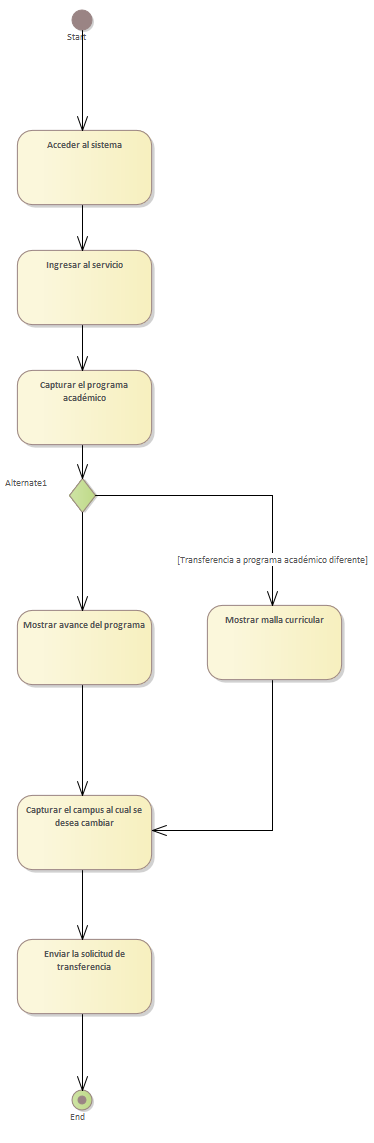 Start
Acceder al sistema
Ingresar al servicio
Capturar el programa
académico
Alternate1
[Transferencia a programa académico diferente]
Mostrar avance del programa
Mostrar malla curricular
Capturar el campus al cual se
desea cambiar
Enviar la solicitud de
transferencia
End